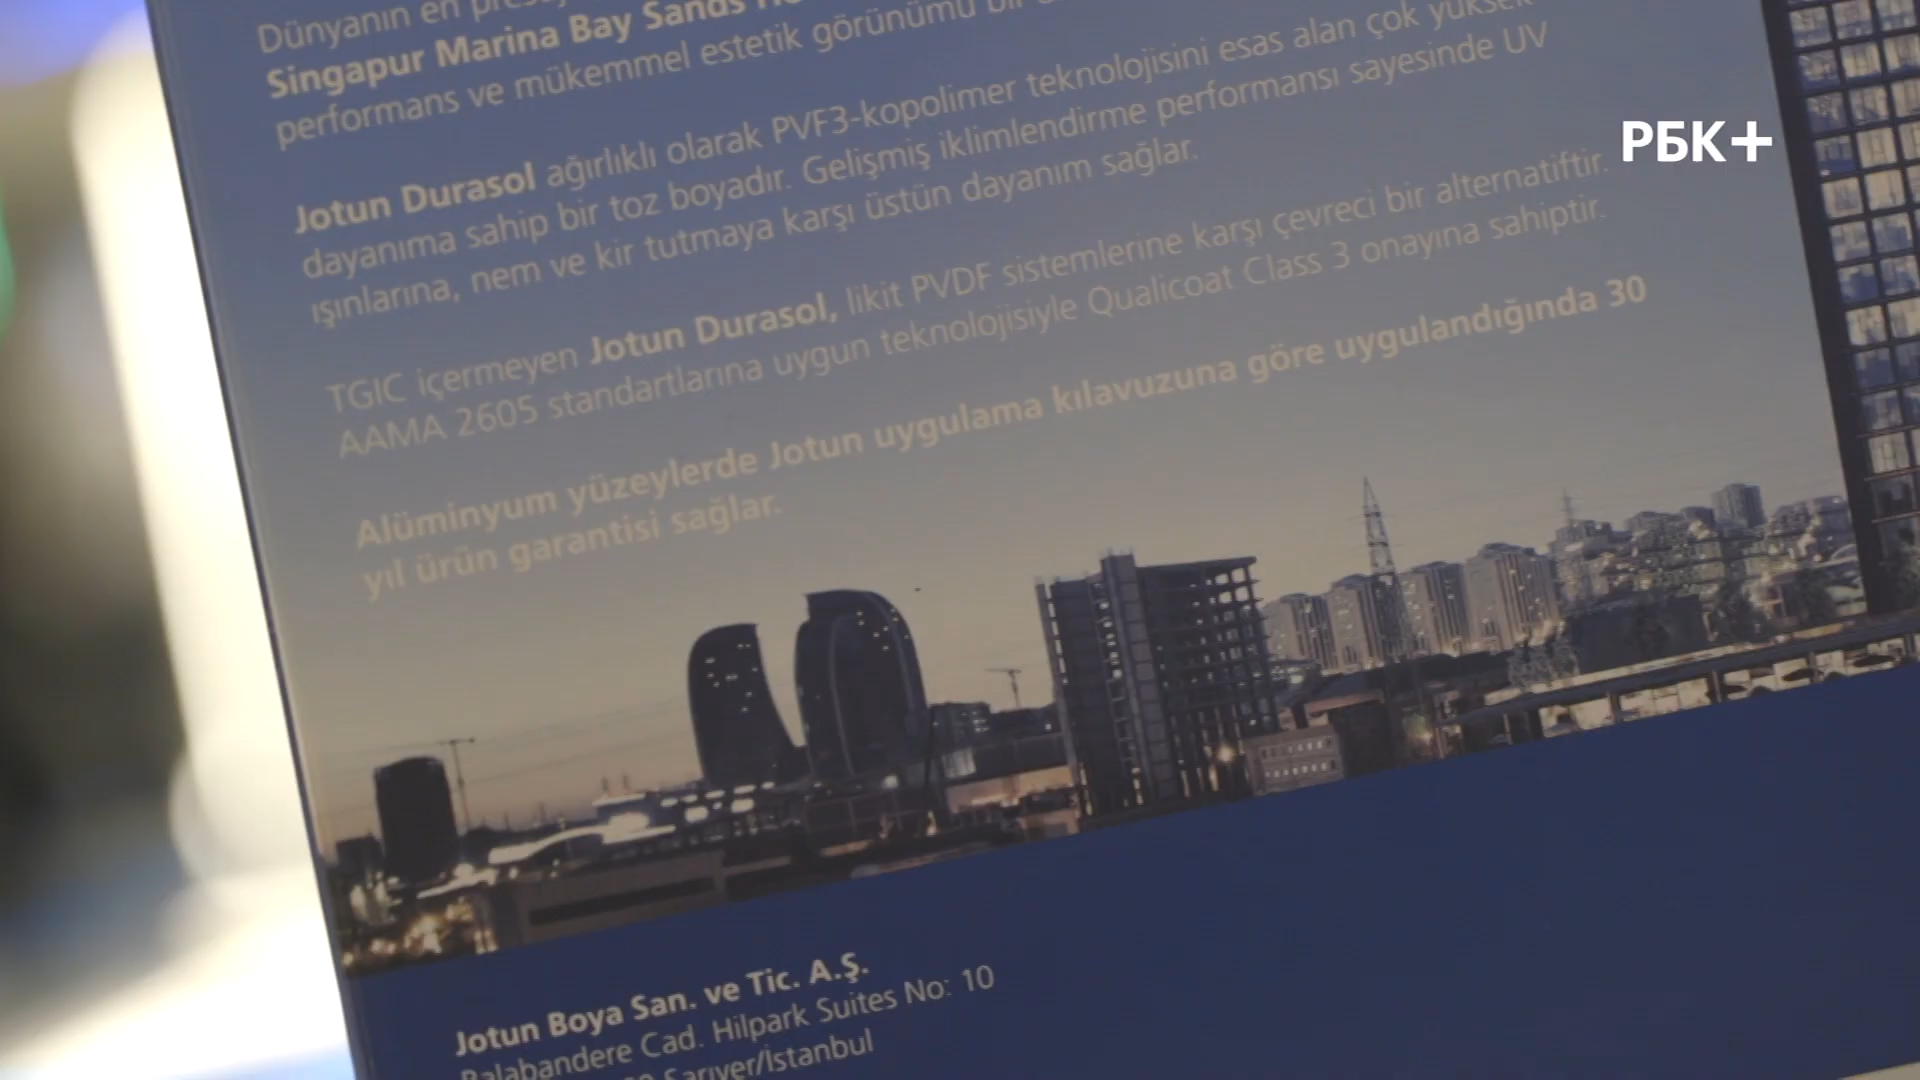 Dünyanın en
Singapur Marina Bay Sands
performans ve mükemmel estetik görünümü bir
Jotun Durasol ağırlıklı olarak PVF3-kopolimer teknolojisini esas alan çok yüksek
dayanıma sahip bir toz boyadır. Gelişmiş iklimlendirme performansı sayesinde UV
ışınlarına, nem ve kir tutmaya karşı üstün dayanım sağlar.
TGIC içermeyen Jotun Durasol, likit PVDF sistemlerine karşı çevreci bir alternatiftir.
AAMA 2605 standartlarına uygun teknolojisiyle Qualicoat Class 3 onayına sahiptir.
Alüminyum yüzeylerde Jotun uygulama kılavuzuna göre uygulandığında 30
yıl ürün garantisi sağlar.
РБК+
Jotun Boya San. ve Tic. A.Ş.
Balabandere Cad. Hilpark Suites No: 10
Sarıyer/İstanbul